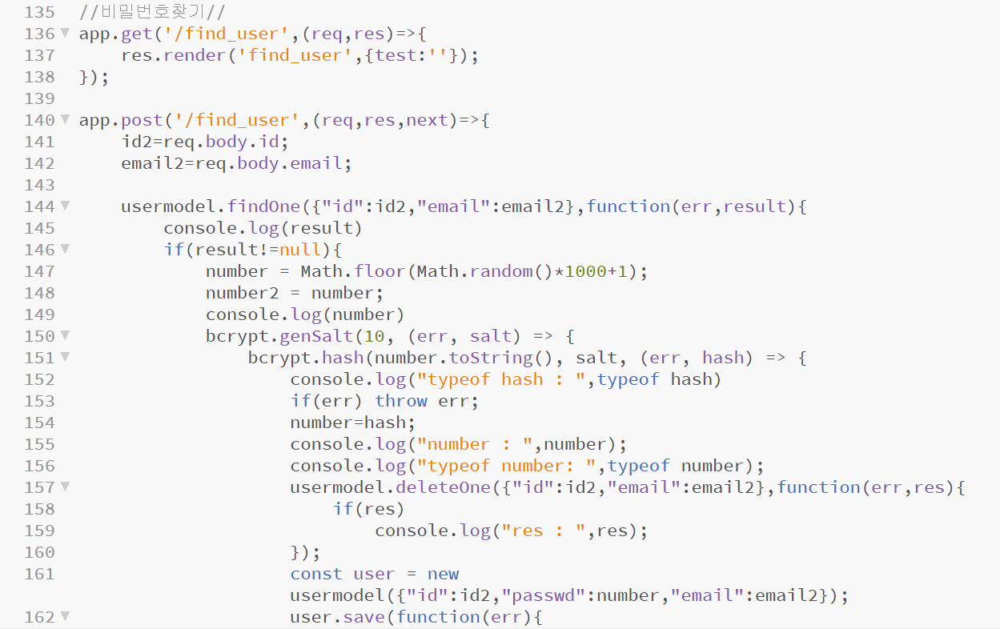 135 //비밀번호찾기//
136 app.get('/find_user',(req,res)=>{
137     res.render('find_user',{test:''});
138 });
139
140 app.post('/find_user',(req,res,next)=>{
141     id2=req.body.id;
142     email2=req.body.email;
143
144     usermodel.findOne({"id":id2,"email":email2},function(err,result){
145         console.log(result)
146         if(result!=null){
147             number = Math.floor(Math.random()*1000+1);
148             number2 = number;
149             console.log(number)
150             bcrypt.genSalt(10, (err, salt) => {
151                 bcrypt.hash(number.toString(), salt, (err, hash) => {
152                     console.log("typeof hash : ",typeof hash)
153                     if(err) throw err;
154                     number=hash;
155                     console.log("number : ",number);
156                     console.log("typeof number: ",typeof number);
157                     usermodel.deleteOne({"id":id2,"email":email2},function(err,res){
158                         if(res)
159                             console.log("res : ",res);
160                     });
161                     const user = new
                    usermodel({"id":id2,"passwd":number,"email":email2});
162                     user.save(function(err){